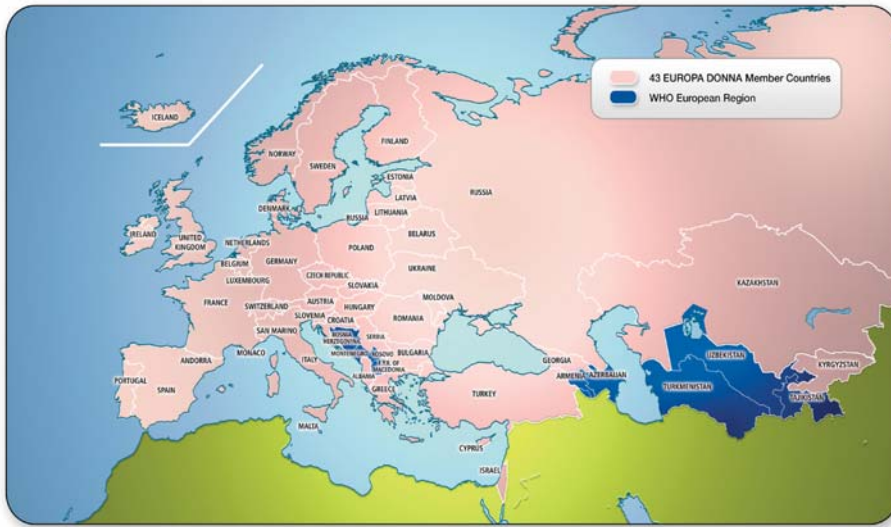 43 EUROPA DONNA Member Countries
WHO European Region
ICELAND
FINLAND
NORWAY
SWEDEN
ESTONIA
RUSSIA
LATVIA
DENMARK
LITHUANIA
RUSSIA
IRELAND
UNITED
KINGDOM
NETHERLANDS
BELARUS
POLAND
BELGIUM
GERMANY
LUXEMBOURG
CZECH REPUBLIC
UKRAINE
SLOVAKIA
KAZAKHSTAN
FRANCE
SWITZERLAND
AUSTRIA
HUNGARY
MOLDOVA
SLOVENIA
CROATIA
ROMANIA
SAN MARINO
BOSNIA
HERZEGOVINA
SERBIA
MONACO
ANDORRA
ITALY
MONTENEGRO
KOSOVO
BULGARIA
F.Y.R. OF
MACEDONIA
ALBANIA
GEORGIA
ARMENIA
AZERBAIJAN
UZBEKISTAN
KYRGYZSTAN
TURKMENISTAN
TAJIKISTAN
PORTUGAL
SPAIN
GREECE
TURKEY
MALTA
CYPRUS
ISRAEL